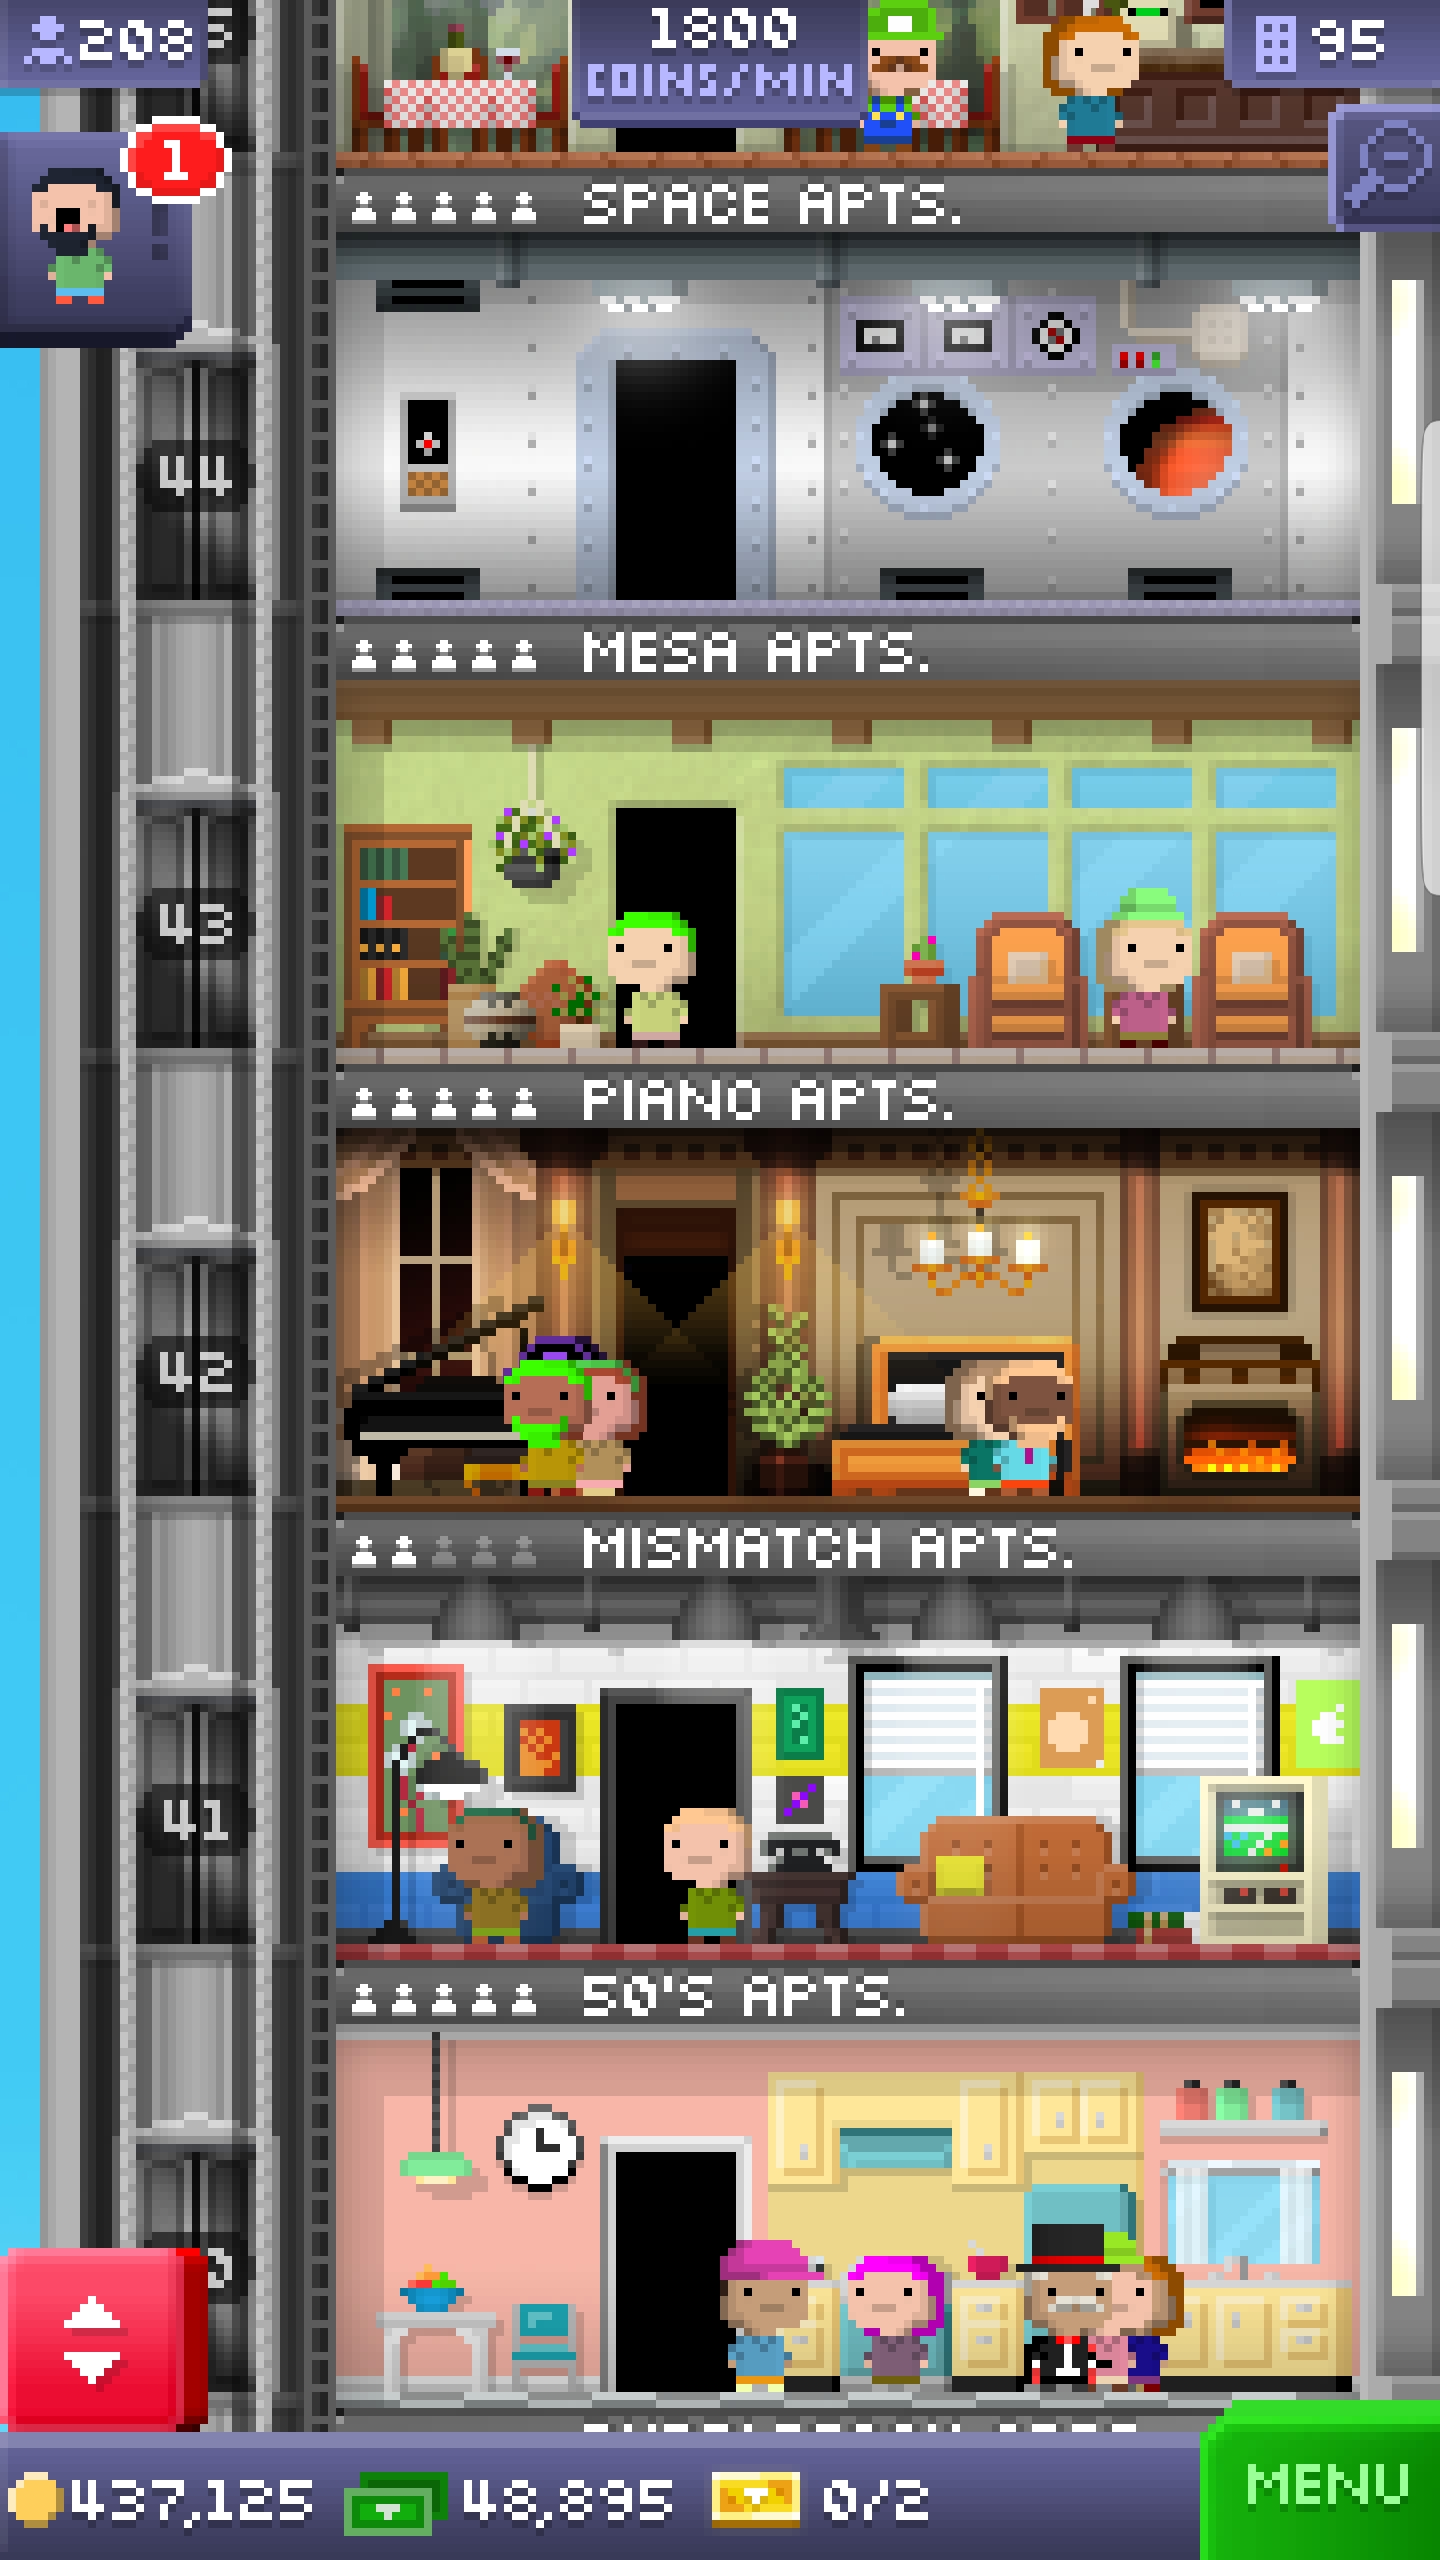 208
1800
COINS/MIN
95
1
SPACE APTS.
44
MESA APTS.
43
PIANO APTS.
42
MISMATCH APTS.
41
50'S APTS.
437,125
48,895
0/2
MENU